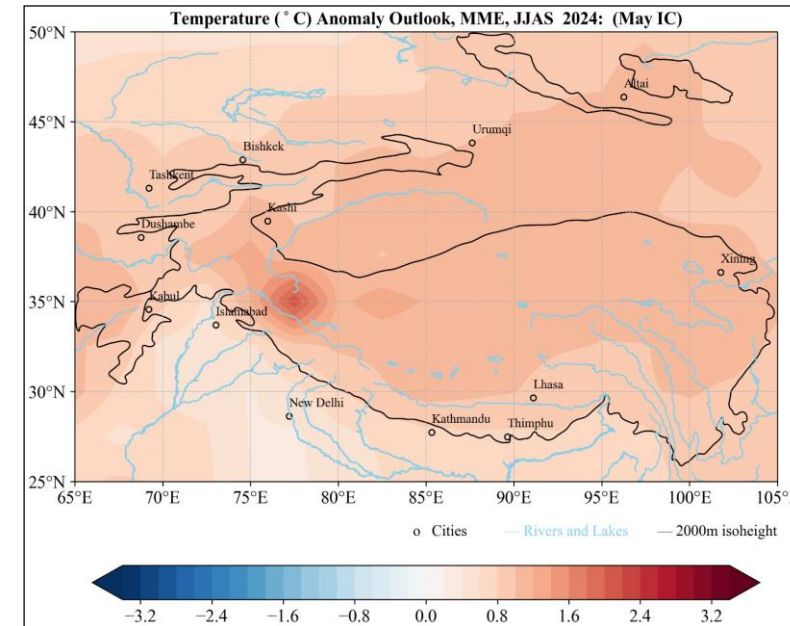 Temperature ( °C) Anomaly Outlook, MME, JJAS 2024: (May IC)
50°N
45°N
40°N
35°N
30°N
25°N
Altai
Urumqi
Bishkek
Tashkent
Kashi
Dushambe
Xining
Kabul
Islamabad
Lhasa
New Delhi
Kathmandu
Thimphu
65°E 70°E 75°E 80°E 85°E 90°E 95°E 100°E 105°E
Cities Rivers and Lakes 2000m isoheight
−3.2 −2.4 −1.6 −0.8 0.0 0.8 1.6 2.4 3.2